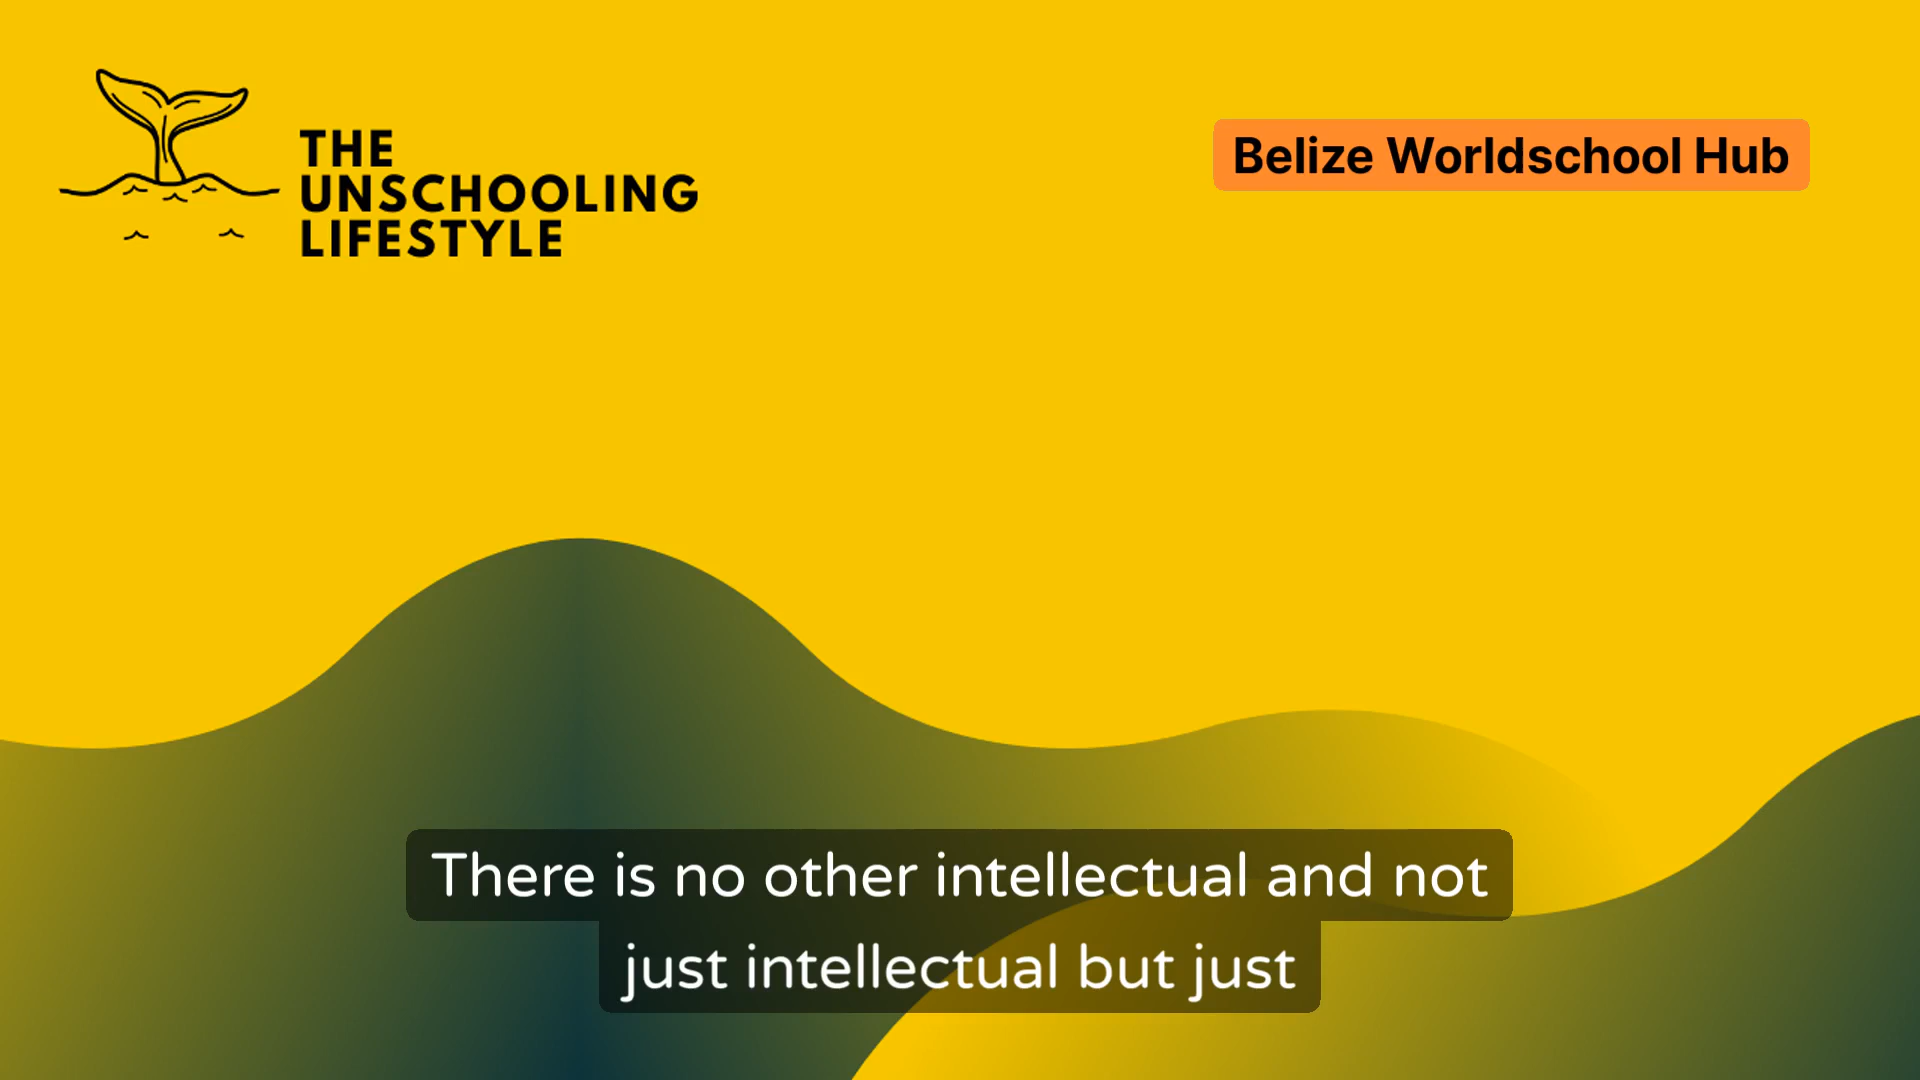 THE
UNSCHOOLING
LIFESTYLE
Belize Worldschool Hub
There is no other intellectual and not
just intellectual but just